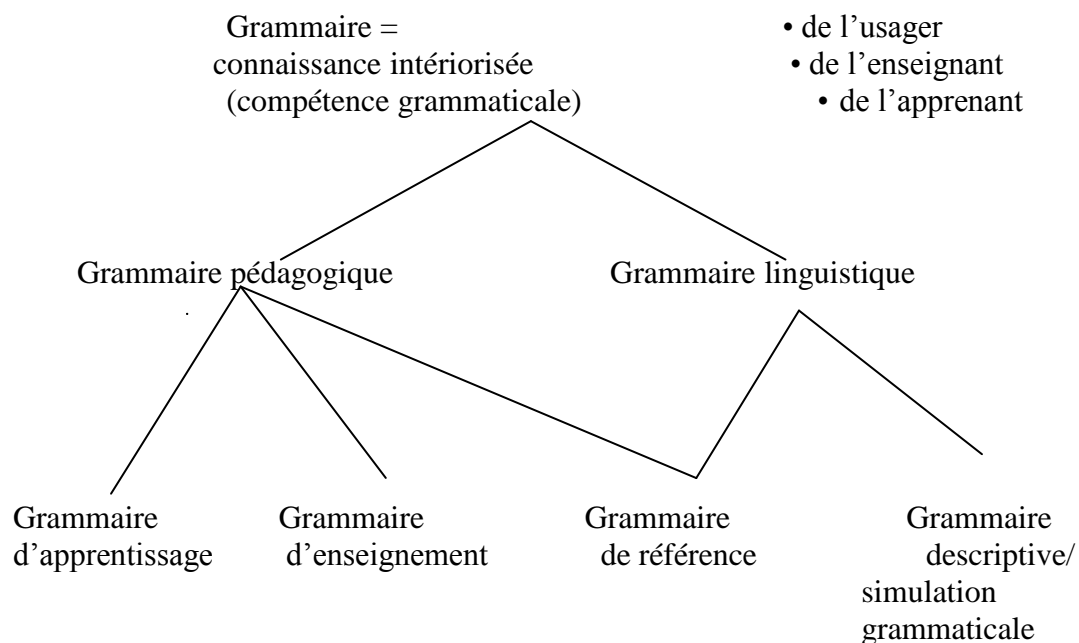 Grammaire =
connaissance intériorisée
(compétence grammaticale)
• de l’usager
• de l’enseignant
• de l’apprenant
Grammaire pédagogique
Grammaire linguistique
Grammaire
d’apprentissage
Grammaire
d’enseignement
Grammaire
de référence
Grammaire
descriptive/
simulation
grammaticale